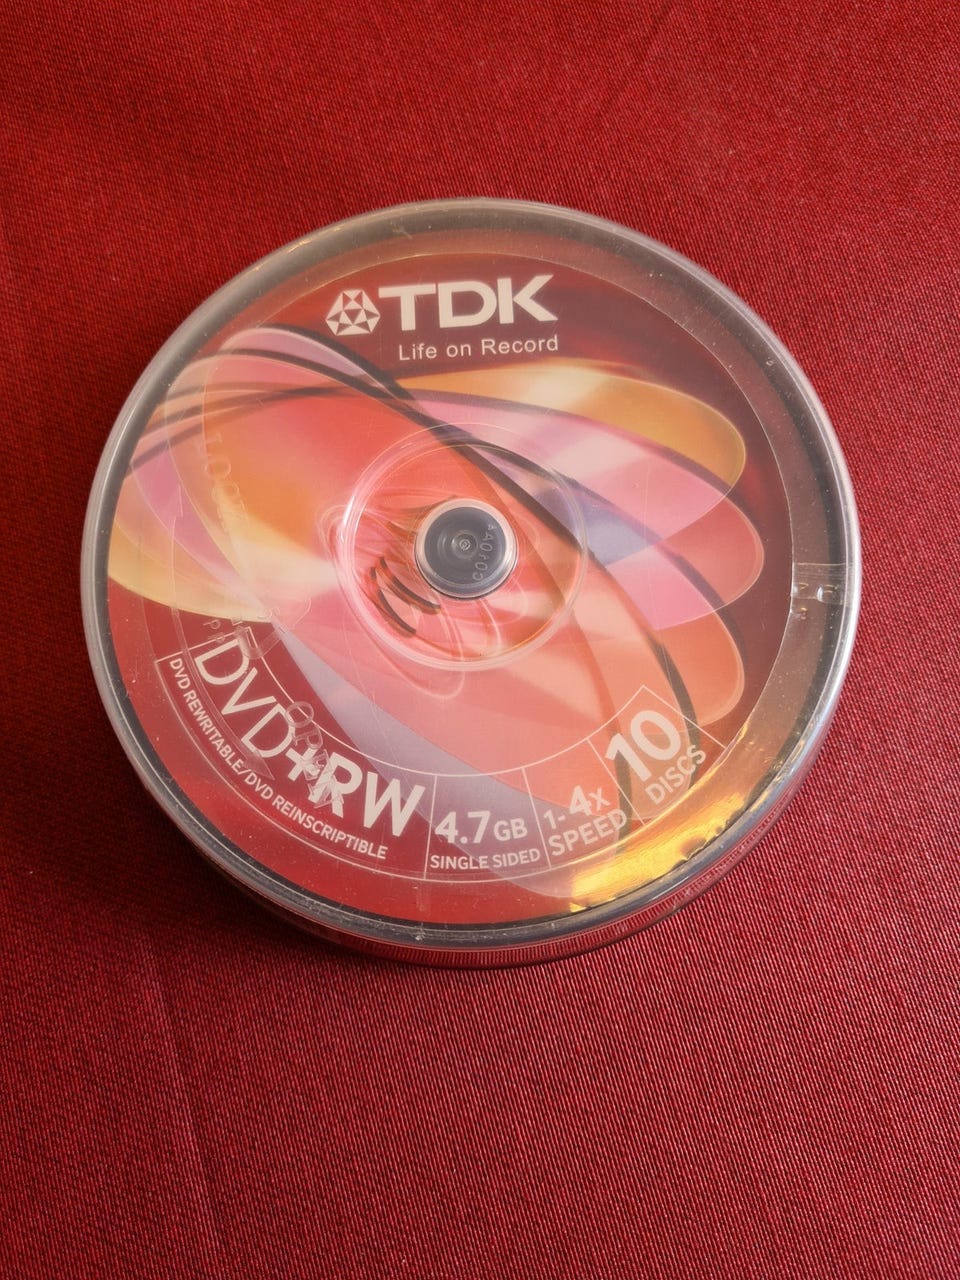 TDK
Life on Record
DVD+RW
DVD REWRITABLE/DVD REINSCRIPTIBLE
4.7GB
SINGLE SIDED
1-4x
SPEED
10
DISCS